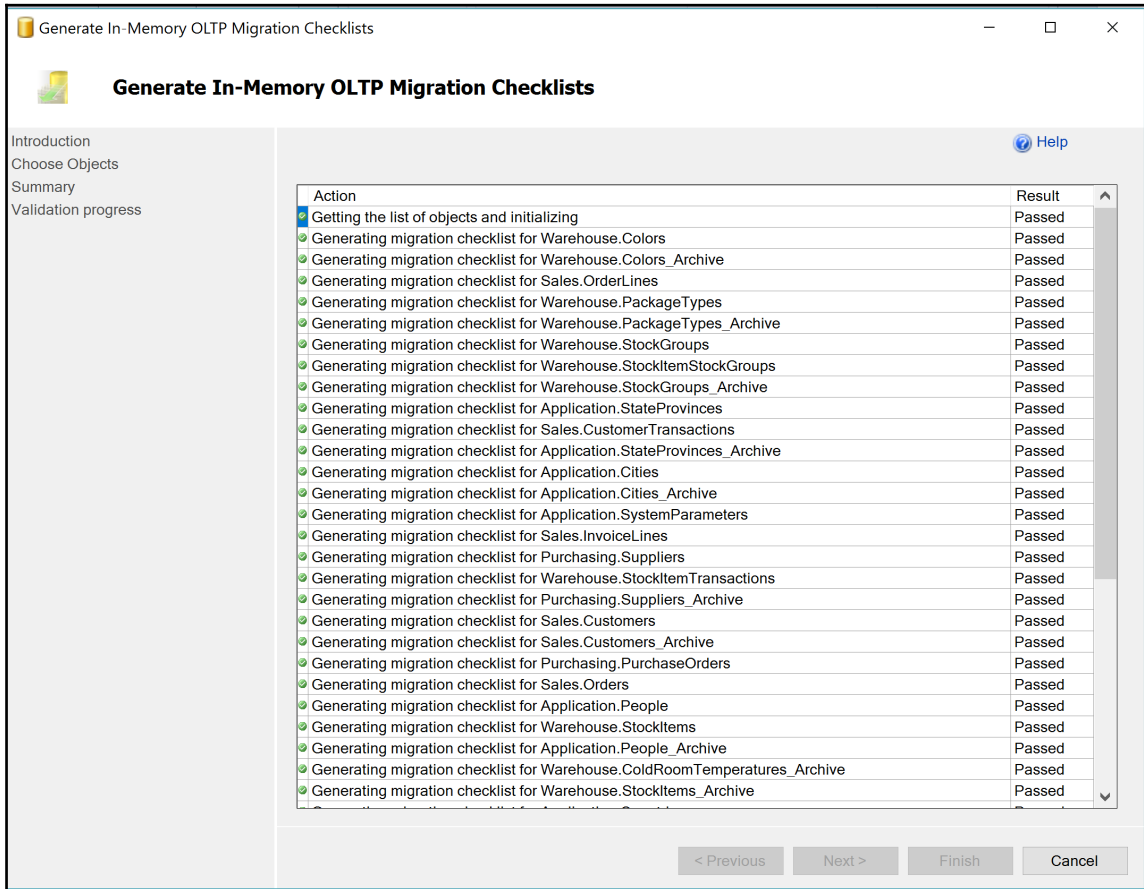 Generate In-Memory OLTP Migration Checklists
Generate In-Memory OLTP Migration Checklists
Introduction
Choose Objects
Summary
Validation progress
Help
Action Result
Getting the list of objects and initializing Passed
Generating migration checklist for Warehouse.Colors Passed
Generating migration checklist for Warehouse.Colors_Archive Passed
Generating migration checklist for Sales.OrderLines Passed
Generating migration checklist for Warehouse.PackageTypes Passed
Generating migration checklist for Warehouse.PackageTypes_Archive Passed
Generating migration checklist for Warehouse.StockGroups Passed
Generating migration checklist for Warehouse.StockItemStockGroups Passed
Generating migration checklist for Warehouse.StockGroups_Archive Passed
Generating migration checklist for Application.StateProvinces Passed
Generating migration checklist for Sales.CustomerTransactions Passed
Generating migration checklist for Application.StateProvinces_Archive Passed
Generating migration checklist for Application.Cities Passed
Generating migration checklist for Application.Cities_Archive Passed
Generating migration checklist for Application.SystemParameters Passed
Generating migration checklist for Sales.InvoiceLines Passed
Generating migration checklist for Purchasing.Suppliers Passed
Generating migration checklist for Warehouse.StockItemTransactions Passed
Generating migration checklist for Purchasing.Suppliers_Archive Passed
Generating migration checklist for Sales.Customers Passed
Generating migration checklist for Sales.Customers_Archive Passed
Generating migration checklist for Purchasing.PurchaseOrders Passed
Generating migration checklist for Sales.Orders Passed
Generating migration checklist for Application.People Passed
Generating migration checklist for Warehouse.StockItems Passed
Generating migration checklist for Application.People_Archive Passed
Generating migration checklist for Warehouse.ColdRoomTemperatures_Archive Passed
Generating migration checklist for Warehouse.StockItems_Archive Passed
< Previous Next > Finish Cancel